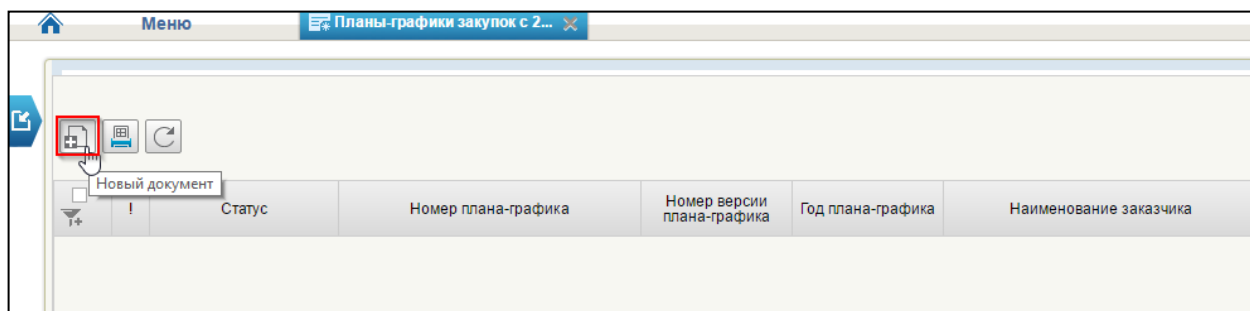 Меню
Планы-графики закупок с 2...
Новый документ
!
Статус
Номер плана-графика
Номер версии
плана-графика
Год плана-графика
Наименование заказчика